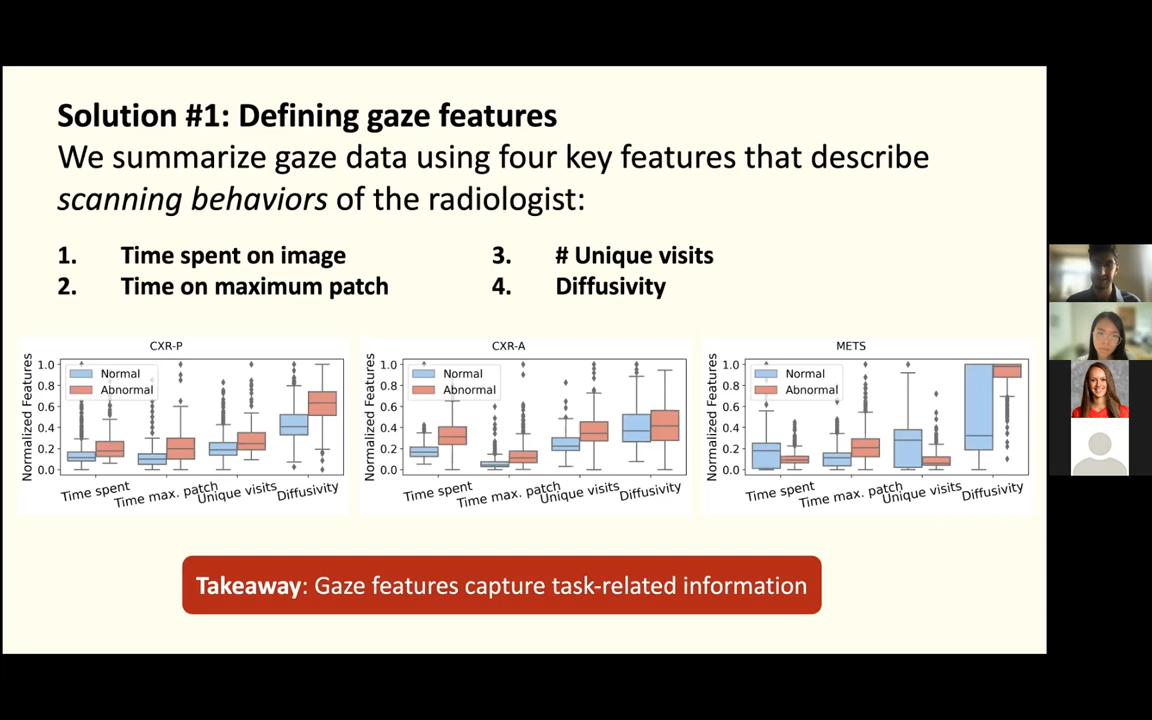 Solution #1: Defining gaze features
We summarize gaze data using four key features that describe
scanning behaviors of the radiologist:
1. Time spent on image
2. Time on maximum patch
3. # Unique visits
4. Diffusivity
CXR-P
Normalized Features
1.0
0.8
0.6
0.4
0.2
0.0
Normal
Abnormal
Time spent
Time max. patch
Unique visits
Diffusivity
CXR-A
Normalized Features
1.0
0.8
0.6
0.4
0.2
0.0
Normal
Abnormal
Time spent
Time max. patch
Unique visits
Diffusivity
METS
Normalized Features
1.0
0.8
0.6
0.4
0.2
0.0
Normal
Abnormal
Time spent
Time max. patch
Unique visits
Diffusivity
Takeaway: Gaze features capture task-related information